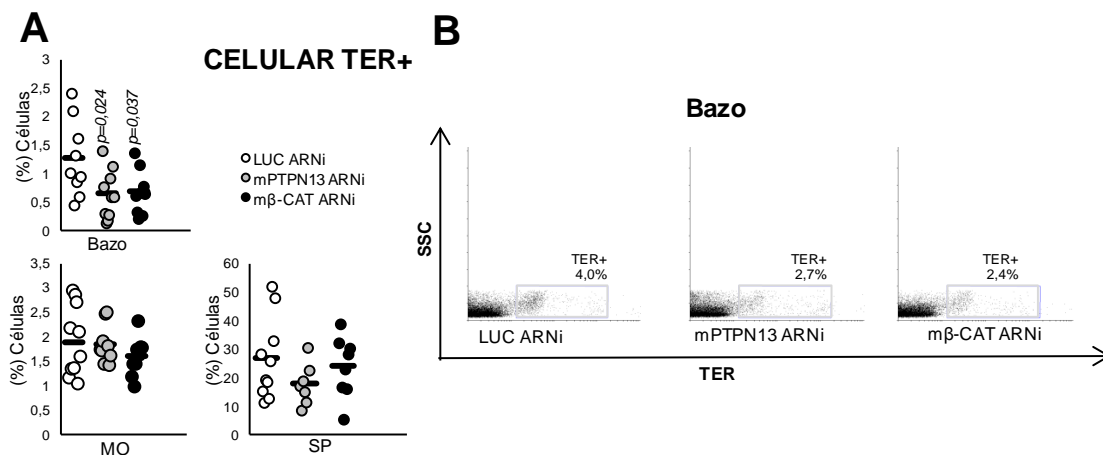 A
CELULAR TER+
3
2,5
2
1,5
1
0,5
0
(%) Células
p=0,024
p=0,037
Bazo
LUC ARNi
mPTPN13 ARNi
mβ-CAT ARNi
3,5
3
2,5
2
1,5
1
0,5
0
(%) Células
MO
60
50
40
30
20
10
0
(%) Células
SP
B
Bazo
SSC
TER+
4,0%
LUC ARNi
TER+
2,7%
mPTPN13 ARNi
TER+
2,4%
mβ-CAT ARNi
TER